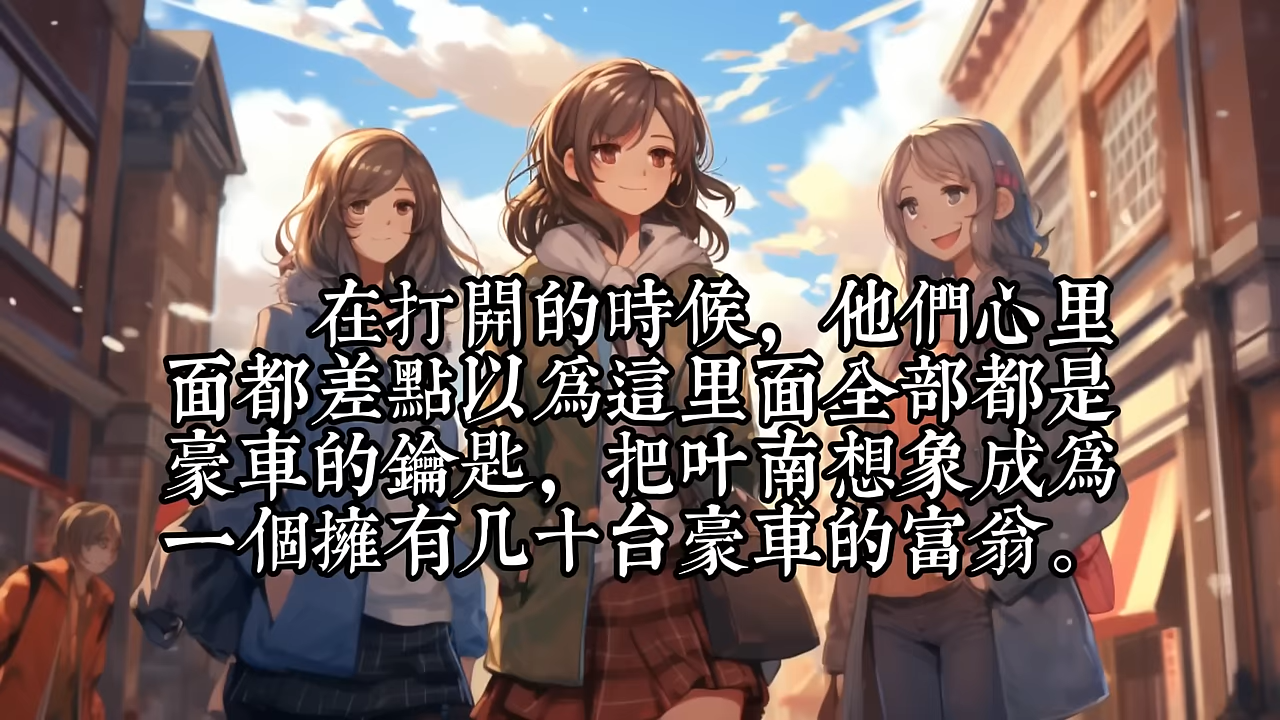 在打開的時候，他們心里
面都差點以爲這里面全部都是
豪車的鑰匙，把叶南想象成爲
一個擁有几十台豪車的富翁。